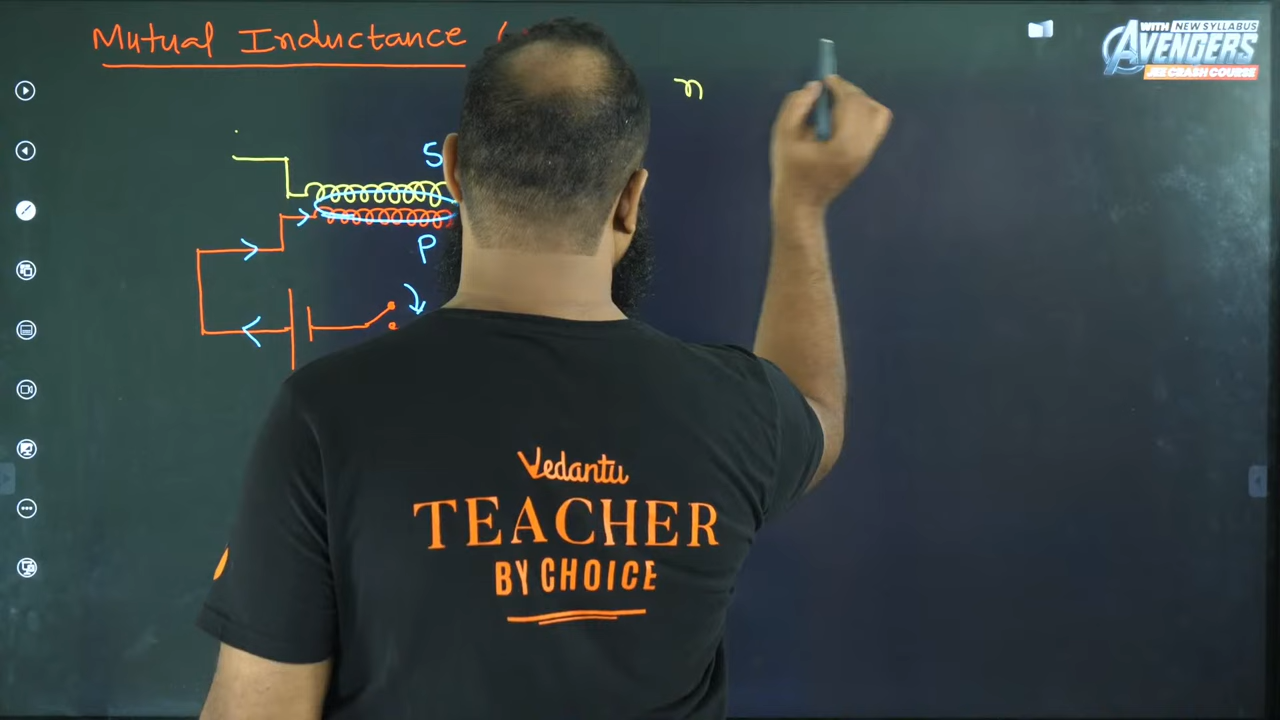 Mutual Inductance (
n
WITH NEW SYLLABUS
AVENGERS
JEE CRASH COURSE
S
P
Vedantu
TEACHER
BY CHOICE